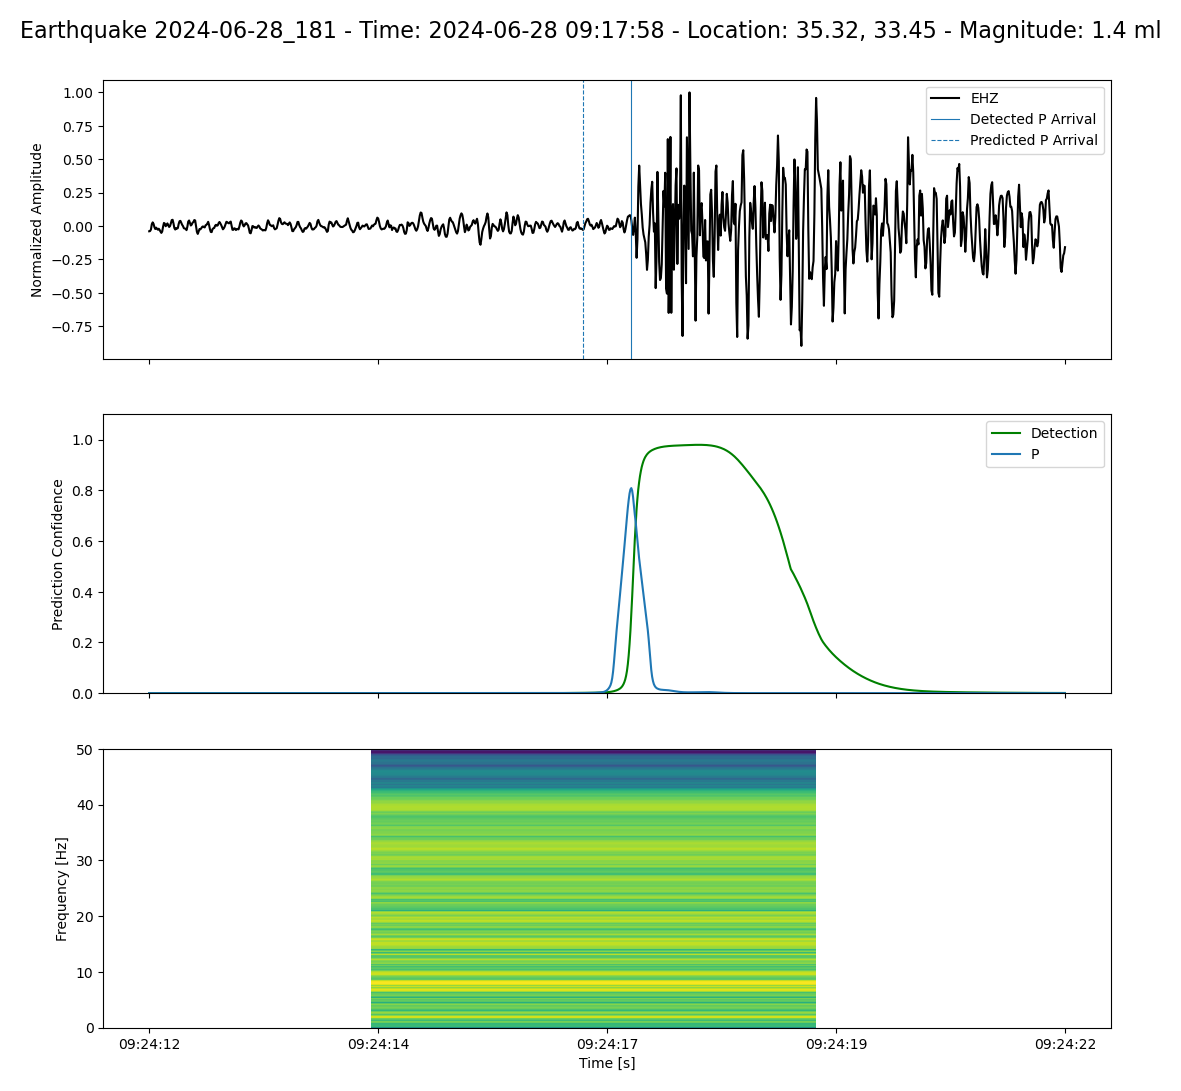 Earthquake 2024-06-28_181 - Time: 2024-06-28 09:17:58 - Location: 35.32, 33.45 - Magnitude: 1.4 ml
Normalized Amplitude
1.00
0.75
0.50
0.25
0.00
−0.25
−0.50
−0.75
EHZ
Detected P Arrival
Predicted P Arrival
Prediction Confidence
1.0
0.8
0.6
0.4
0.2
0.0
Detection
P
Frequency [Hz]
50
40
30
20
10
0
09:24:12 09:24:14 09:24:17 09:24:19 09:24:22
Time [s]